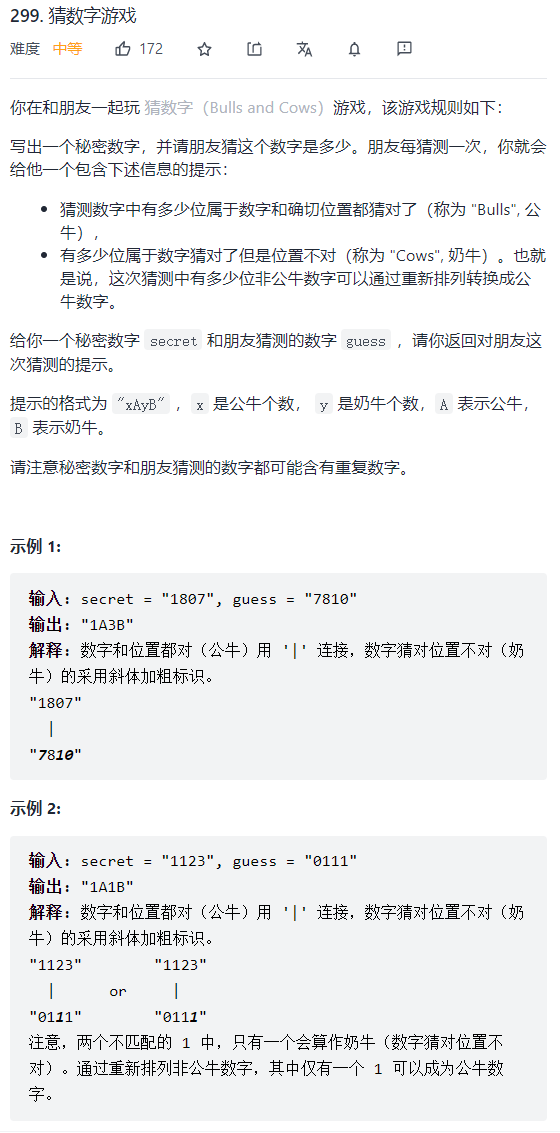 299. 猜数字游戏
难度 中等 172
你在和朋友一起玩 猜数字（Bulls and Cows）游戏，该游戏规则如下：
写出一个秘密数字，并请朋友猜这个数字是多少。朋友每猜测一次，你就会
给他一个包含下述信息的提示：
• 猜测数字中有多少位属于数字和确切位置都猜对了（称为 "Bulls", 公
牛），
• 有多少位属于数字猜对了但是位置不对（称为 "Cows", 奶牛）。也就
是说，这次猜测中有多少位非公牛数字可以通过重新排列转换成公
牛数字。
给你一个秘密数字 secret 和朋友猜测的数字 guess ，请你返回对朋友这
次猜测的提示。
提示的格式为 "xAyB" ，x 是公牛个数， y 是奶牛个数，A 表示公牛，
B 表示奶牛。
请注意秘密数字和朋友猜测的数字都可能含有重复数字。
示例 1:
输入：secret = "1807", guess = "7810"
输出："1A3B"
解释：数字和位置都对（公牛）用 '|' 连接，数字猜对位置不对（奶
牛）的采用斜体加粗标识。
"1807"
|
"7810"
示例 2:
输入：secret = "1123", guess = "0111"
输出："1A1B"
解释：数字和位置都对（公牛）用 '|' 连接，数字猜对位置不对（奶
牛）的采用斜体加粗标识。
"1123" "1123"
| or |
"0111" "0111"
注意，两个不匹配的 1 中，只有一个会算作奶牛（数字猜对位置不
对）。通过重新排列非公牛数字，其中仅有一个 1 可以成为公牛数
字。